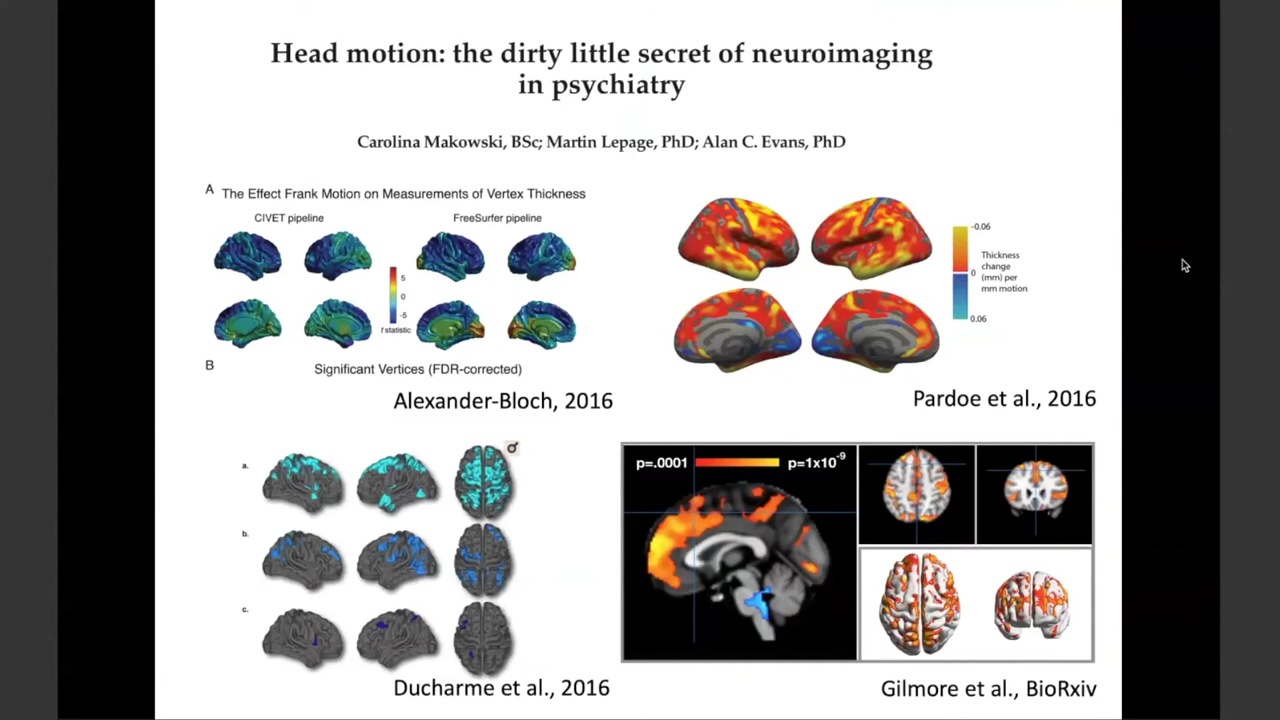 Head motion: the dirty little secret of neuroimaging
in psychiatry
Carolina Makowski, BSc; Martin Lepage, PhD; Alan C. Evans, PhD
A The Effect Frank Motion on Measurements of Vertex Thickness
CIVET pipeline FreeSurfer pipeline
5
0
-5
t statistic
B Significant Vertices (FDR-corrected)
Alexander-Bloch, 2016
-0.06
Thickness
change
0 (mm) per
mm motion
0.06
Pardoe et al., 2016
♂
a.
b.
c.
Ducharme et al., 2016
p=.0001 p=1x10-9
Gilmore et al., BioRxiv